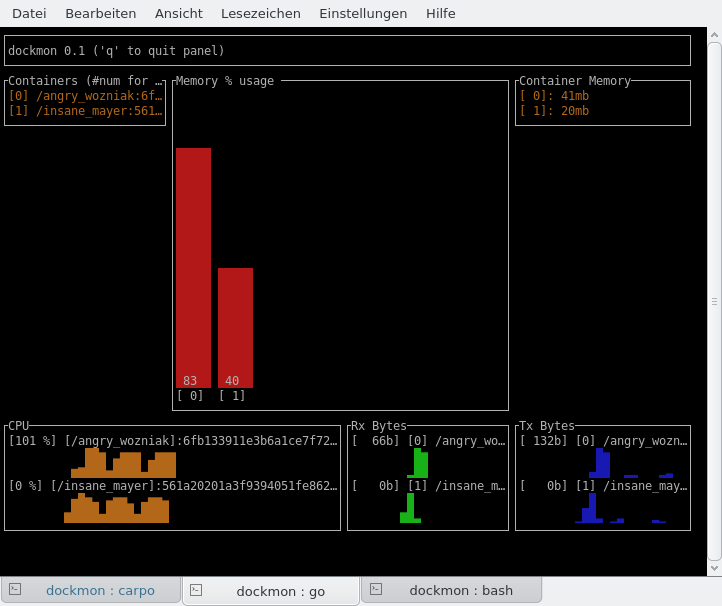 Datei Bearbeiten Ansicht Lesezeichen Einstellungen Hilfe
dockmon 0.1 ('q' to quit panel)
Containers (#num for …
[0] /angry_wozniak:6f…
[1] /insane_mayer:561…
Memory % usage
83 40
[ 0] [ 1]
Container Memory
[ 0]: 41mb
[ 1]: 20mb
CPU
[101 %] [/angry_wozniak]:6fb133911e3b6a1ce7f72…
[0 %] [/insane_mayer]:561a20201a3f9394051fe862…
Rx Bytes
[  66b] [0] /angry_wo…
[   0b] [1] /insane_m…
Tx Bytes
[ 132b] [0] /angry_wozn…
[   0b] [1] /insane_may…
dockmon : carpo
dockmon : go
dockmon : bash